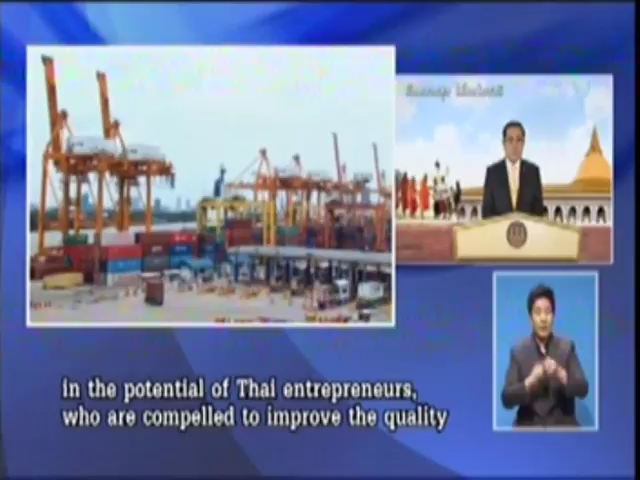 in the potential of Thai entrepreneurs,
who are compelled to improve the quality